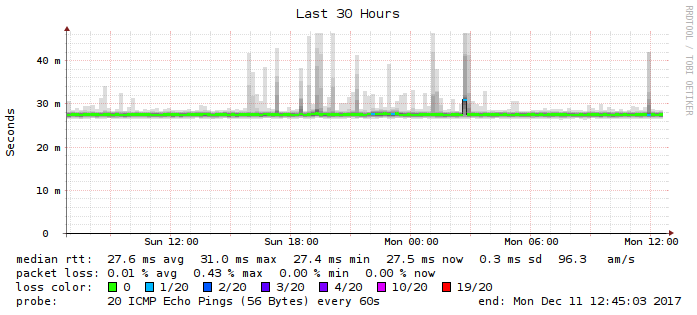 Last 30 Hours
RRDTOOL / TOBI OETIKER
Seconds
40 m
30 m
20 m
10 m
0
Sun 12:00 Sun 18:00 Mon 00:00 Mon 06:00 Mon 12:00
median rtt: 27.6 ms avg 31.0 ms max 27.4 ms min 27.5 ms now 0.3 ms sd 96.3 am/s
packet loss: 0.01 % avg 0.43 % max 0.00 % min 0.00 % now
loss color: 0 1/20 2/20 3/20 4/20 10/20 19/20
probe: 20 ICMP Echo Pings (56 Bytes) every 60s end: Mon Dec 11 12:45:03 2017